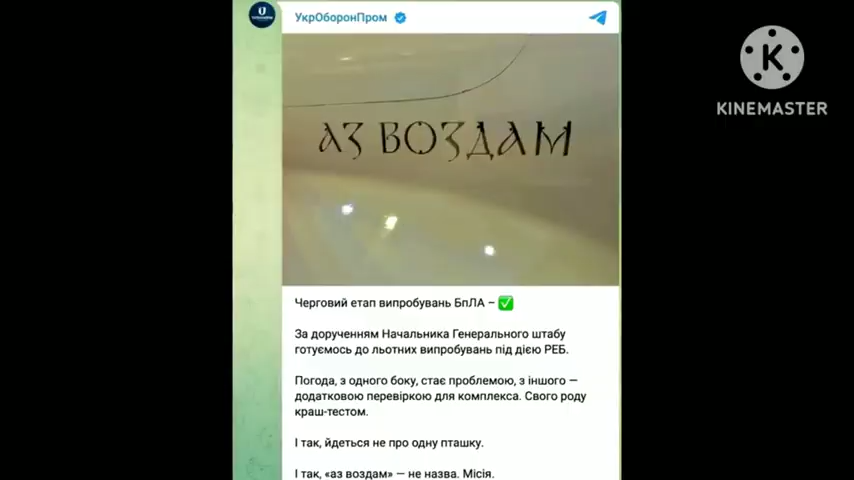 УкрОборонПром
KINEMASTER
АЗ ВОЗДАМ
Черговий етап випробувань БпЛА – ✅
За дорученням Начальника Генерального штабу
готуємось до льотних випробувань під дією РЕБ.
Погода, з одного боку, стає проблемою, з іншого —
додатковою перевіркою для комплекса. Свого роду
краш-тестом.
І так, йдеться не про одну пташку.
І так, «аз воздам» — не назва. Місія.